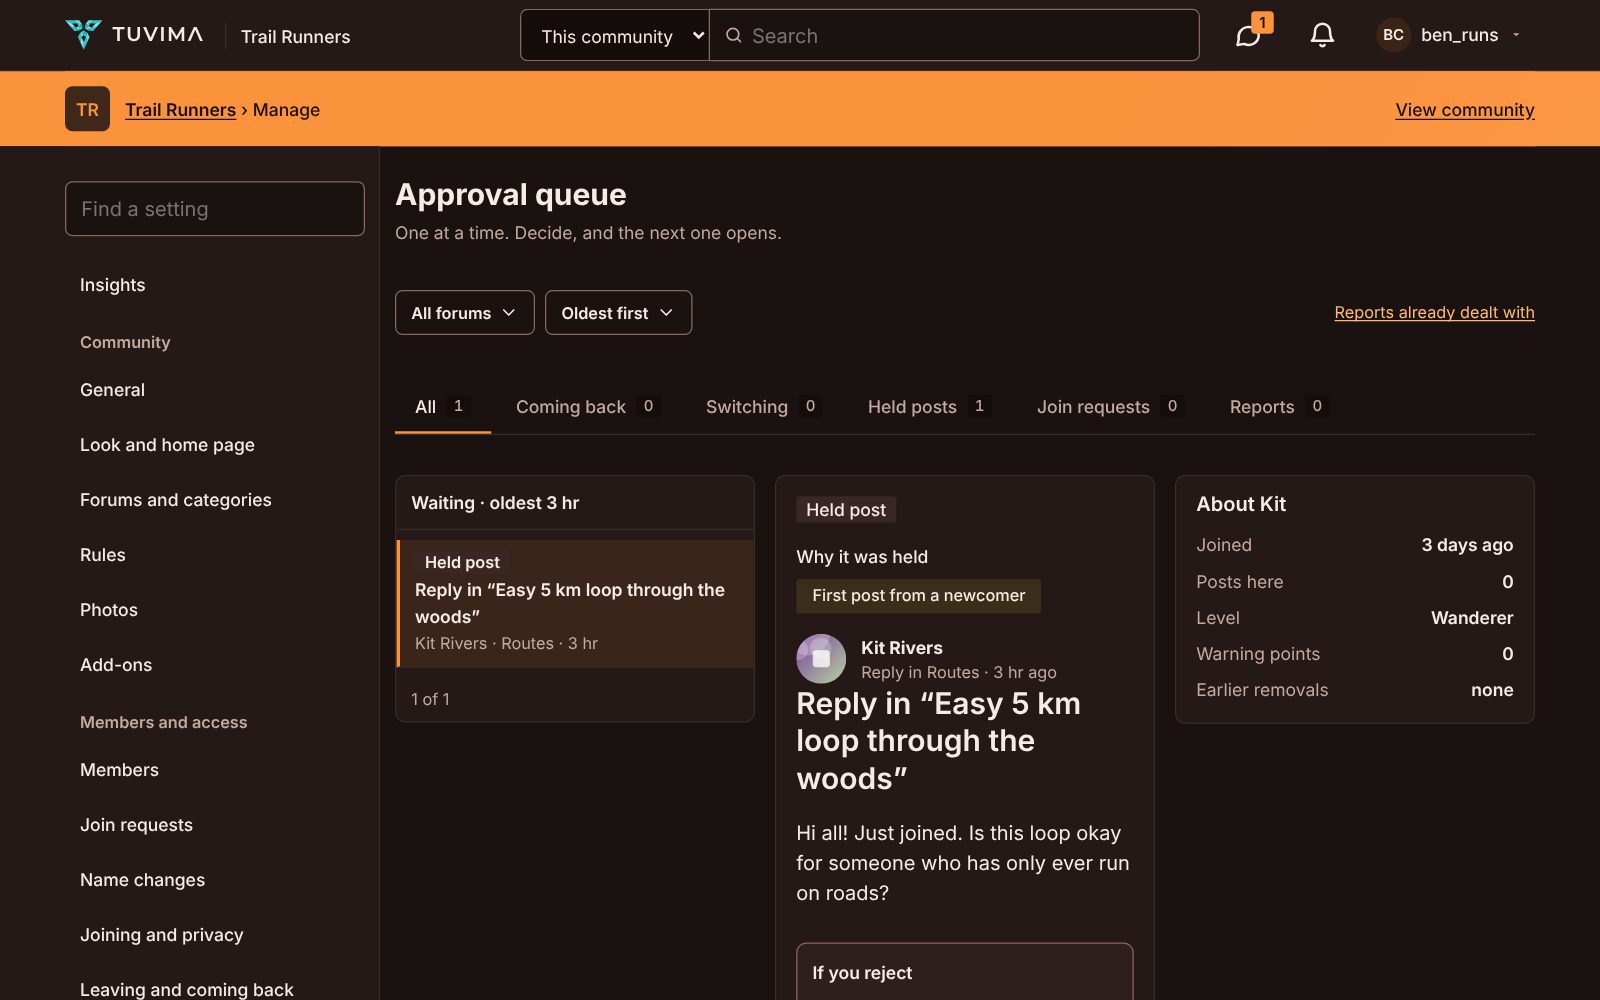 TUVIMA
Trail Runners
This community
Search
1
BC
ben_runs
TR
Trail Runners › Manage
View community
Find a setting
Insights
Community
General
Look and home page
Forums and categories
Rules
Photos
Add-ons
Members and access
Members
Join requests
Name changes
Joining and privacy
Leaving and coming back
Approval queue
One at a time. Decide, and the next one opens.
All forums
Oldest first
Reports already dealt with
All 1
Coming back 0
Switching 0
Held posts 1
Join requests 0
Reports 0
Waiting · oldest 3 hr
Held post
Reply in “Easy 5 km loop through the
woods”
Kit Rivers · Routes · 3 hr
1 of 1
Held post
Why it was held
First post from a newcomer
Kit Rivers
Reply in Routes · 3 hr ago
Reply in “Easy 5 km
loop through the
woods”
Hi all! Just joined. Is this loop okay
for someone who has only ever run
on roads?
If you reject
About Kit
Joined 3 days ago
Posts here 0
Level Wanderer
Warning points 0
Earlier removals none